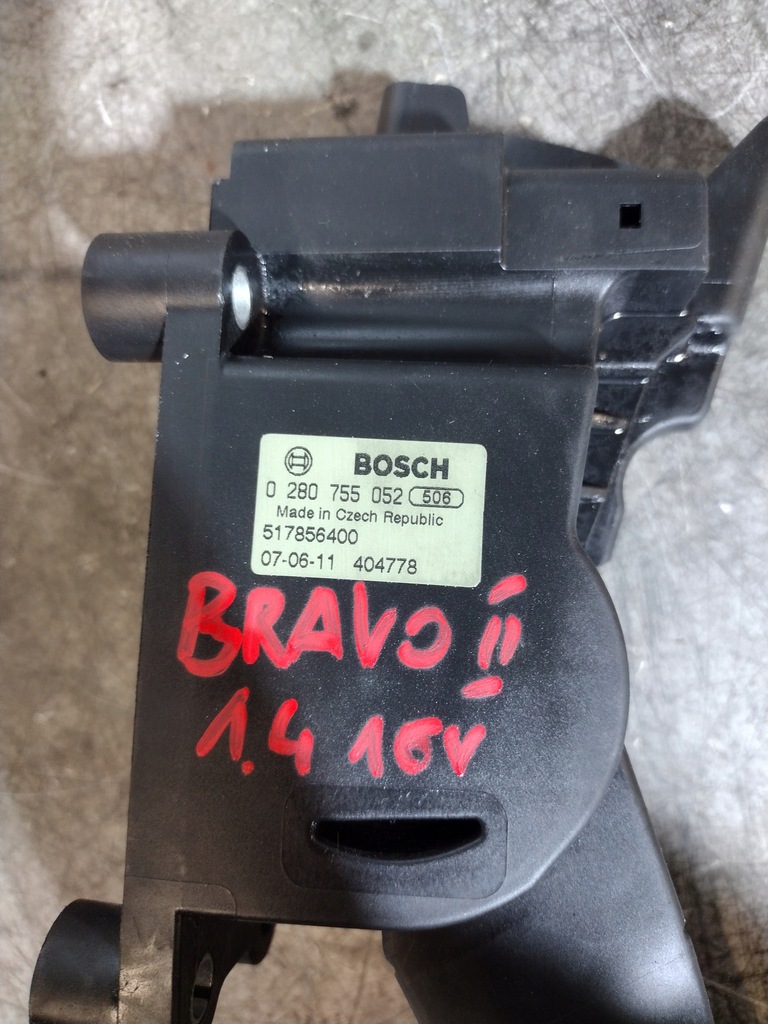 BOSCH
0 280 755 052 506
Made in Czech Republic
517856400
07-06-11 404778
BRAVO II
1.4 16V